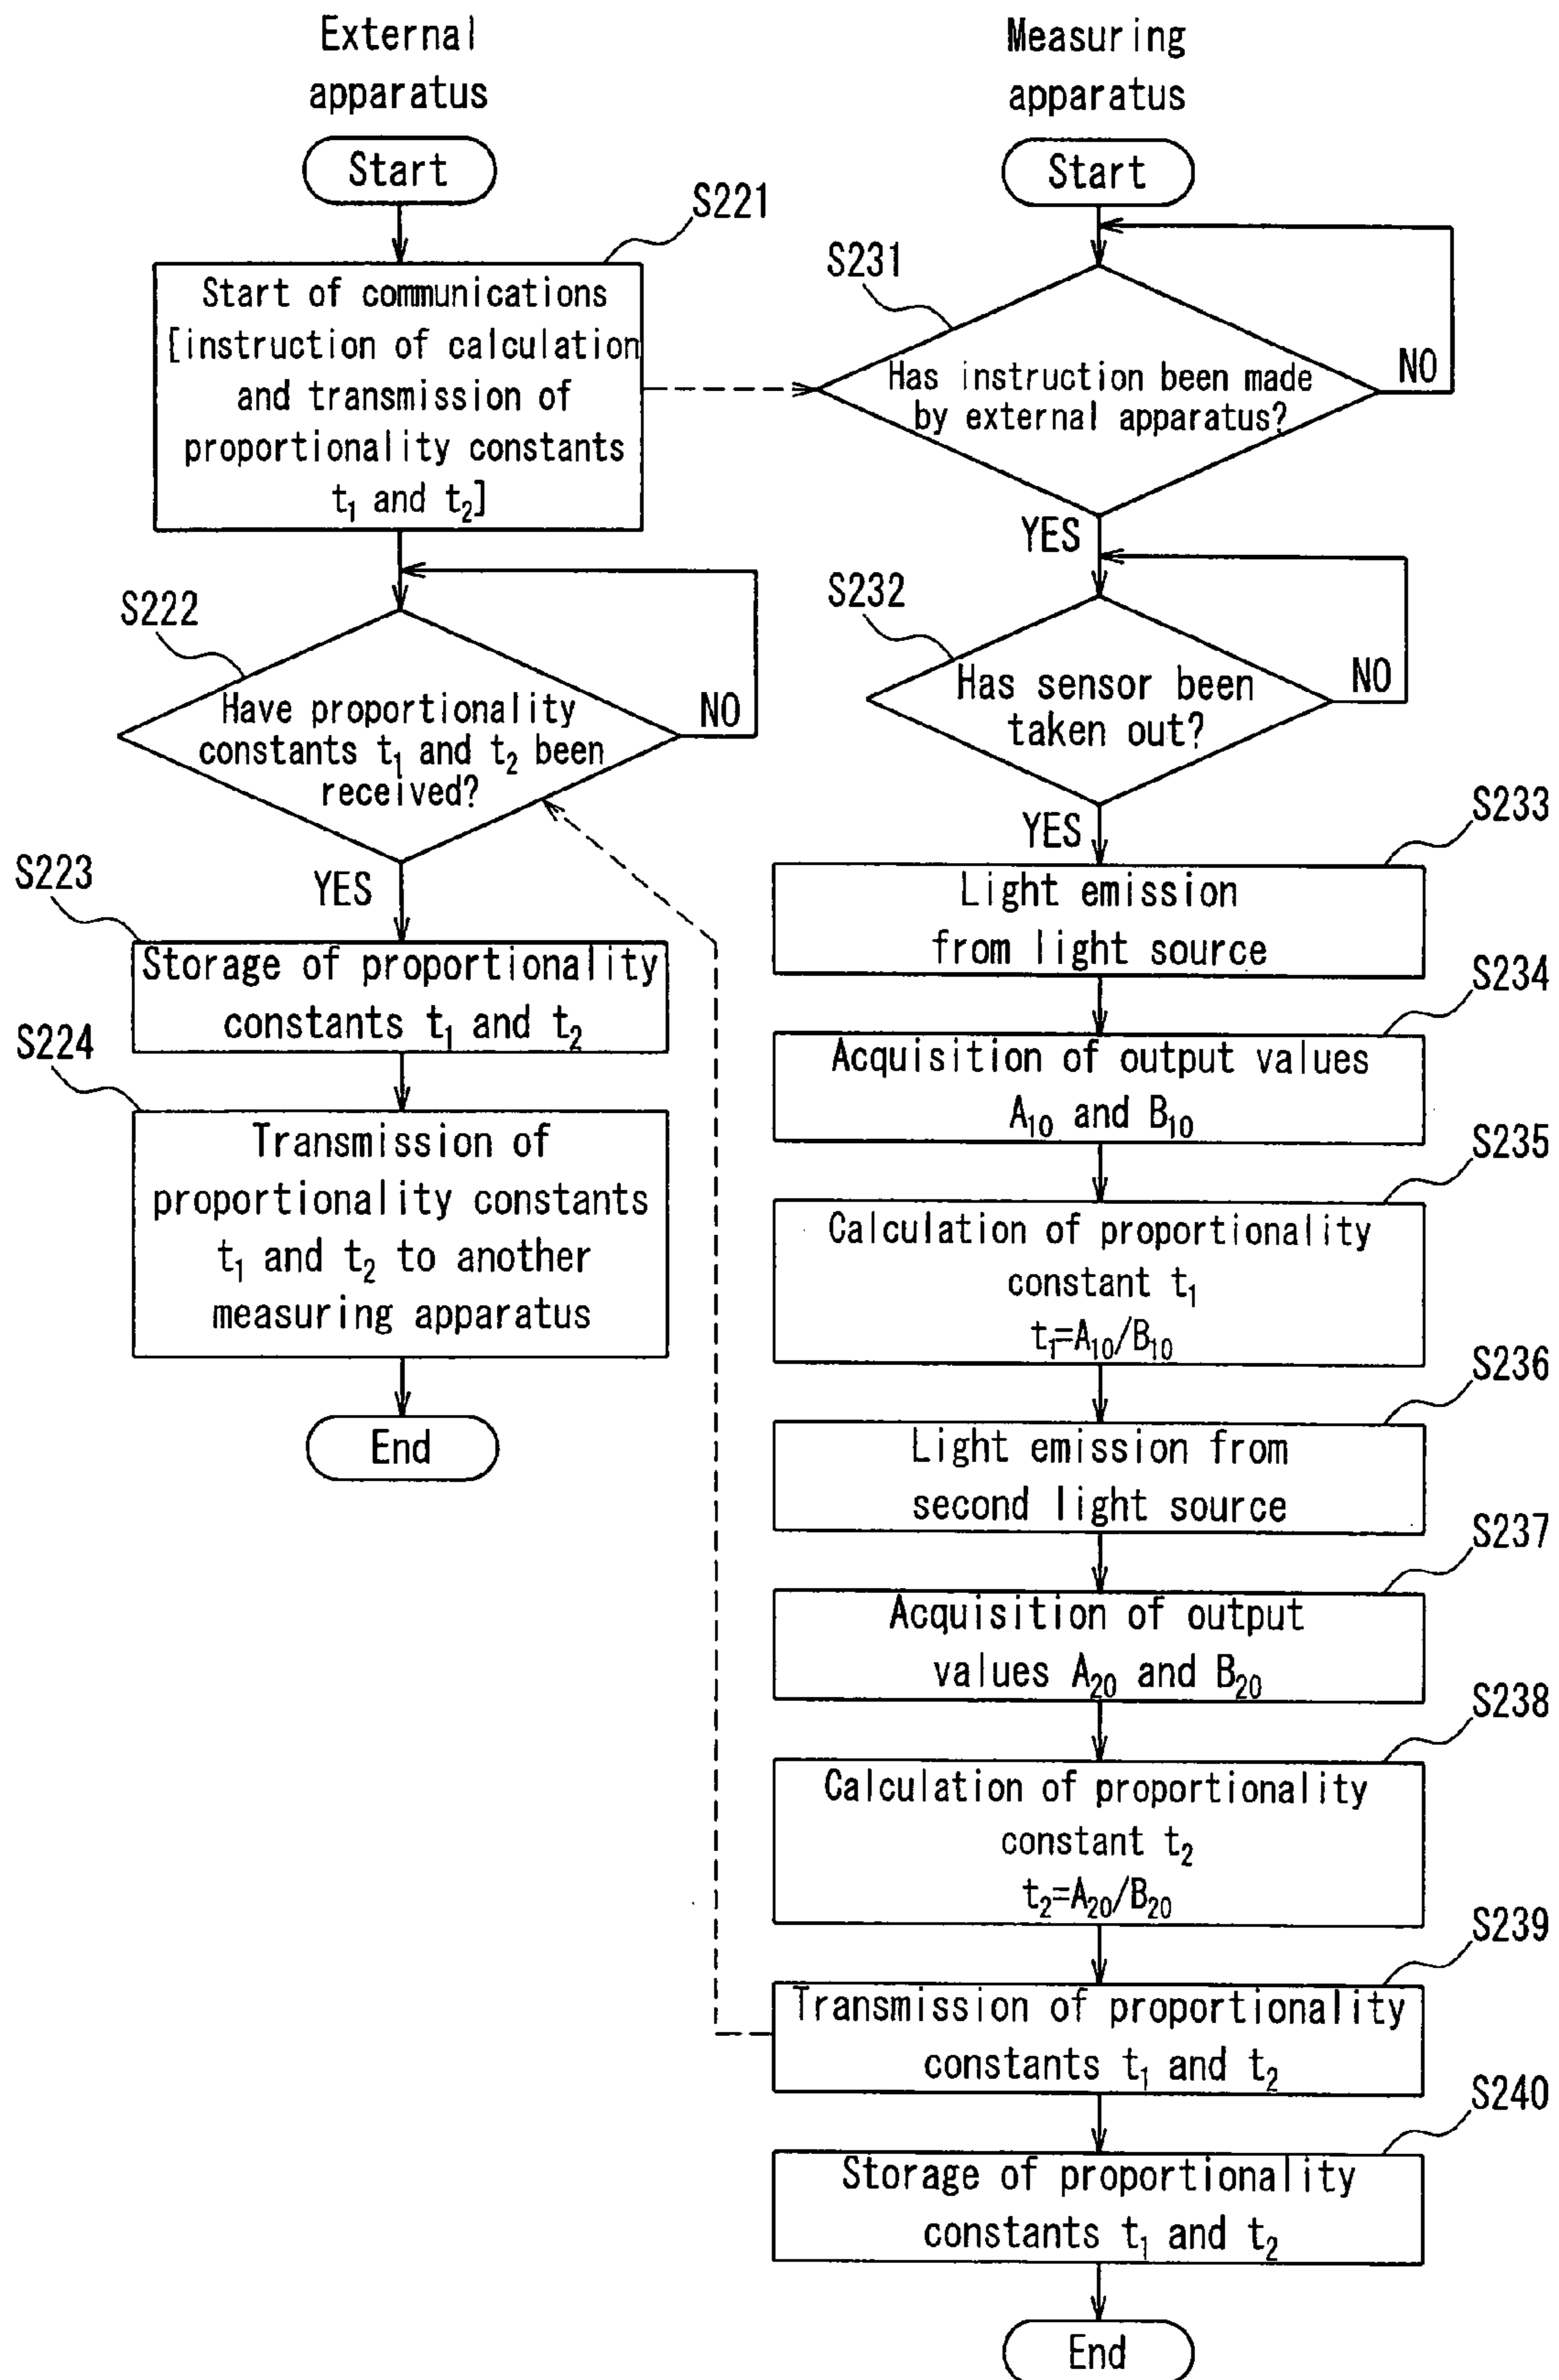 External
apparatus
Start
S221
Start of communications
[instruction of calculation
and transmission of
proportionality constants
t₁ and t₂]
S222
Have proportionality
constants t₁ and t₂ been
received?
NO
YES
S223
Storage of proportionality
constants t₁ and t₂
S224
Transmission of
proportionality constants
t₁ and t₂ to another
measuring apparatus
End
Measuring
apparatus
Start
S231
Has instruction been made
by external apparatus?
NO
YES
S232
Has sensor been
taken out?
NO
YES
S233
Light emission
from light source
S234
Acquisition of output values
A₁₀ and B₁₀
S235
Calculation of proportionality
constant t₁
t₁=A₁₀/B₁₀
S236
Light emission from
second light source
S237
Acquisition of output
values A₂₀ and B₂₀
S238
Calculation of proportionality
constant t₂
t₂=A₂₀/B₂₀
S239
Transmission of proportionality
constants t₁ and t₂
S240
Storage of proportionality
constants t₁ and t₂
End